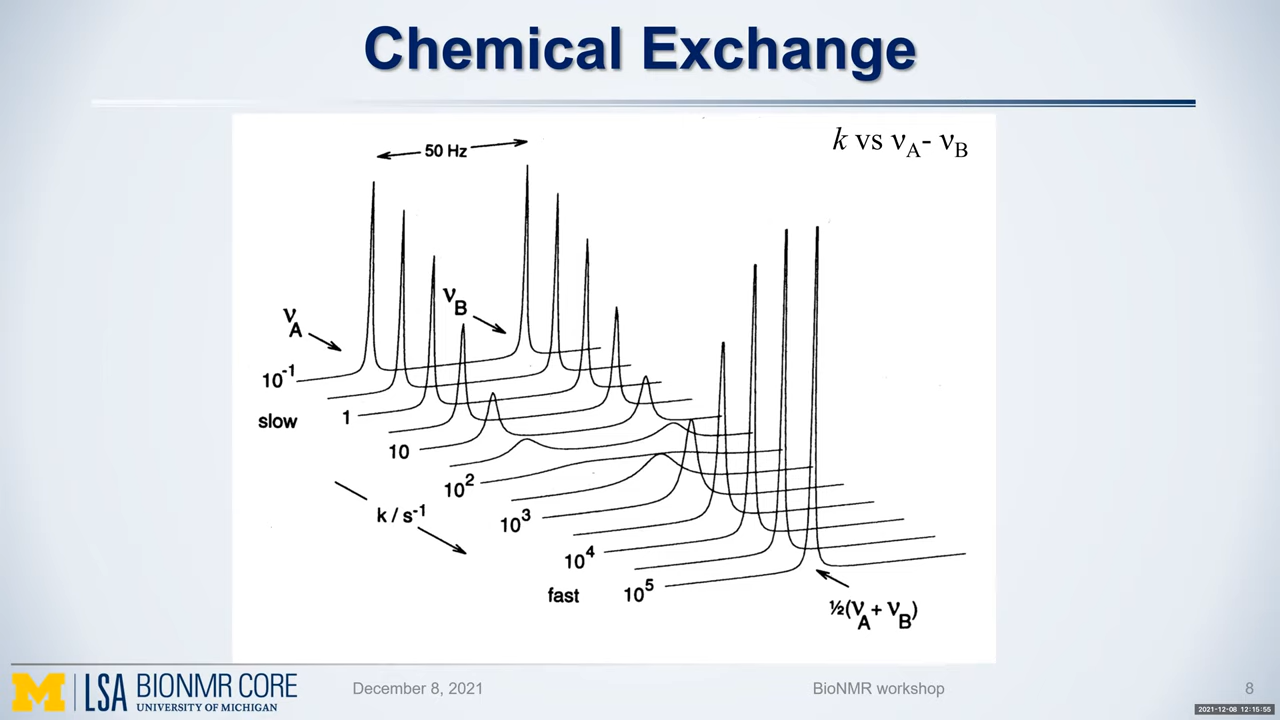 Chemical Exchange
k vs νA- νB
50 Hz
νB
νA
10-1
slow
1
10
102
k / s-1
103
104
fast
105
½(νA + νB)
M LSA BIONMR CORE
UNIVERSITY OF MICHIGAN
December 8, 2021
BioNMR workshop
8
2021-12-08 12:15:55